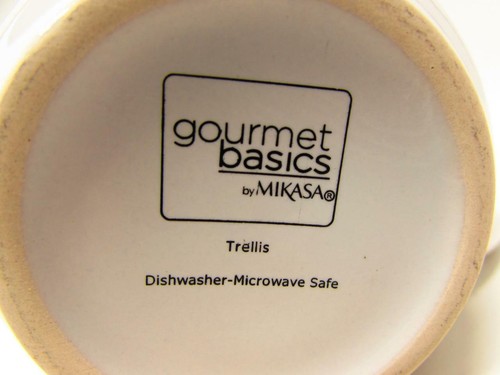 gourmet
basics
by MIKASA®
Trellis
Dishwasher-Microwave Safe